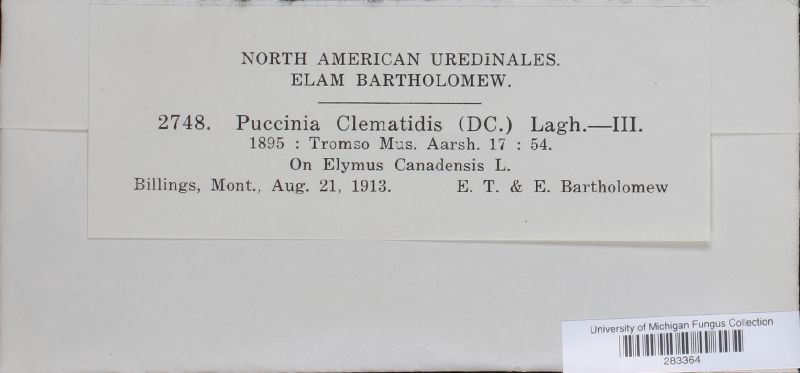 NORTH AMERICAN UREDINALES.
ELAM BARTHOLOMEW.
2748. Puccinia Clematidis (DC.) Lagh.—III.
1895 : Tromso Mus. Aarsh. 17 : 54.
On Elymus Canadensis L.
Billings, Mont., Aug. 21, 1913. E. T. & E. Bartholomew
University of Michigan Fungus Collection
283364